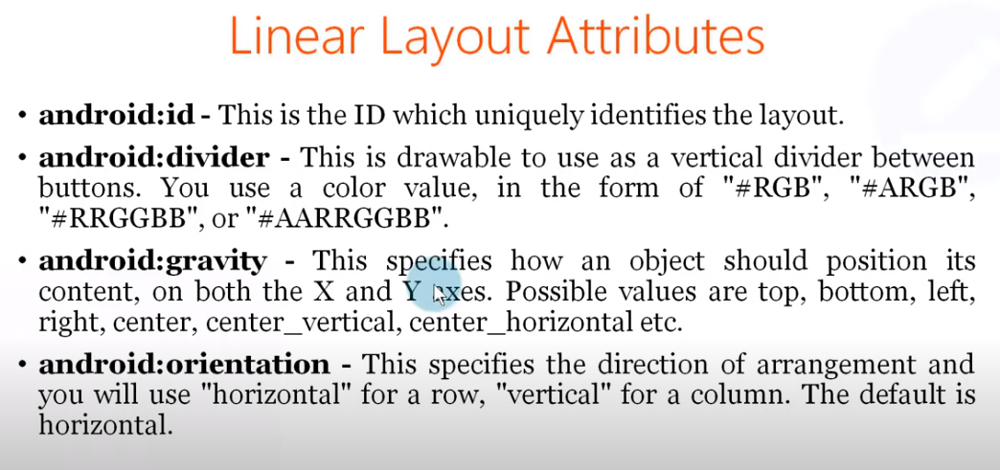 Linear Layout Attributes
• android:id - This is the ID which uniquely identifies the layout.
• android:divider - This is drawable to use as a vertical divider between
buttons. You use a color value, in the form of "#RGB", "#ARGB",
"#RRGGBB", or "#AARRGGBB".
• android:gravity - This specifies how an object should position its
content, on both the X and Y axes. Possible values are top, bottom, left,
right, center, center_vertical, center_horizontal etc.
• android:orientation - This specifies the direction of arrangement and
you will use "horizontal" for a row, "vertical" for a column. The default is
horizontal.